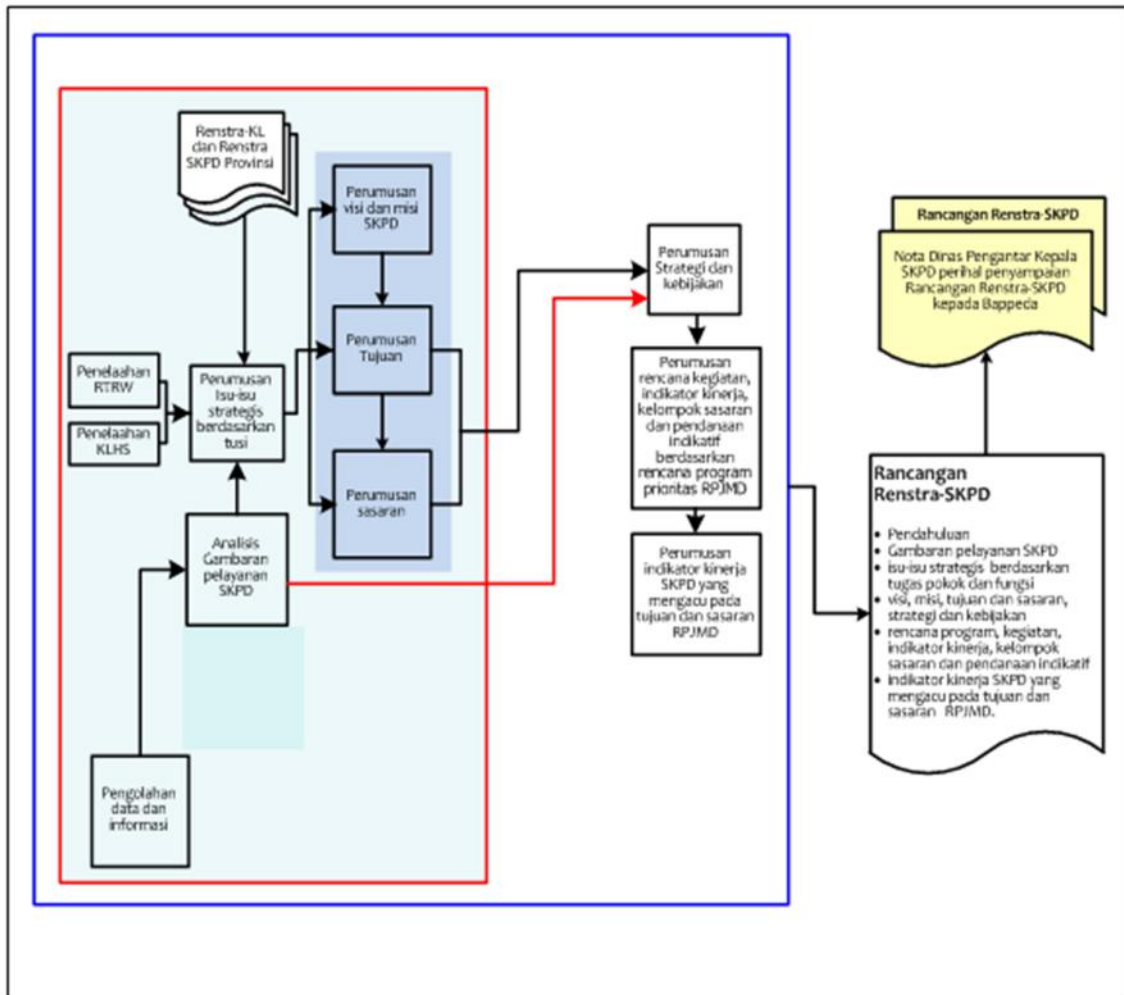 Renstra-KL
dan Renstra
SKPD Provinsi
Perumusan
visi dan misi
SKPD
Perumusan
Tujuan
Perumusan
sasaran
Penelaahan
RTRW
Penelaahan
KLHS
Perumusan
Isu-isu
strategis
berdasarkan
tusi
Analisis
Gambaran
pelayanan
SKPD
Pengolahan
data dan
informasi
Perumusan
Strategi dan
kebijakan
Perumusan
rencana kegiatan,
indikator kinerja,
kelompok sasaran
dan pendanaan
indikatif
berdasarkan
rencana program
prioritas RPJMD
Perumusan
indikator kinerja
SKPD yang
mengacu pada
tujuan dan sasaran
RPJMD
Rancangan Renstra-SKPD
Nota Dinas Pengantar Kepala
SKPD perihal penyampaian
Rancangan Renstra-SKPD
kepada Bappeda
Rancangan
Renstra-SKPD
• Pendahuluan
• Gambaran pelayanan SKPD
• isu-isu strategis berdasarkan
tugas pokok dan fungsi
• visi, misi, tujuan dan sasaran,
strategi dan kebijakan
• rencana program, kegiatan,
indikator kinerja, kelompok
sasaran dan pendanaan indikatif
• indikator kinerja SKPD yang
mengacu pada tujuan dan
sasaran RPJMD.